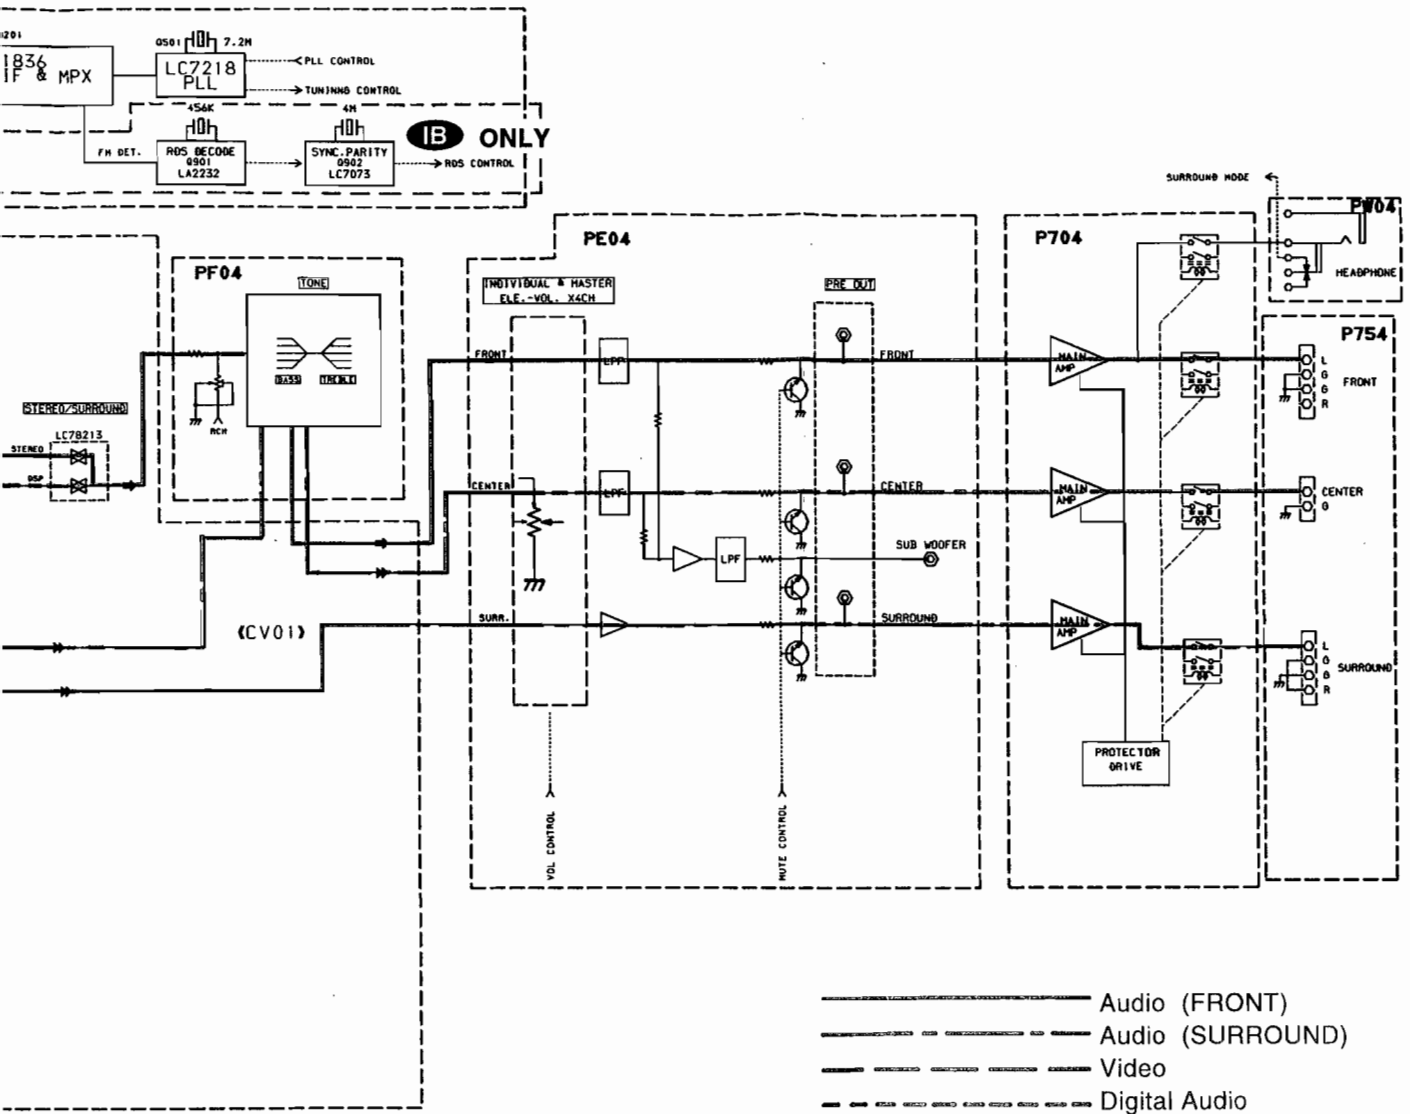 1201
1836
IF & MPX
Q501
7.2M
LC7218
PLL
PLL CONTROL
TUNINNG CONTROL
456K
4M
IB ONLY
FM DET.
RDS DECODE
Q901
LA2232
SYNC.PARITY
Q902
LC7073
RDS CONTROL
SURROUND MODE
PW04
HEADPHONE
PF04
TONE
BASS
TREBLE
RCH
STEREO/SURROUND
LC78213
STEREO
DSP
《CV01》
PE04
INDIVIDUAL & MASTER
ELE.-VOL. X4CH
PRE OUT
FRONT
LPF
FRONT
CENTER
LPF
CENTER
LPF
SUB WOOFER
SURR.
SURROUND
VOL CONTROL
MUTE CONTROL
P704
MAIN
AMP
MAIN
AMP
MAIN
AMP
PROTECTOR
DRIVE
P754
L
G
G
R
FRONT
CENTER
G
L
G
G
R
SURROUND
Audio (FRONT)
Audio (SURROUND)
Video
Digital Audio